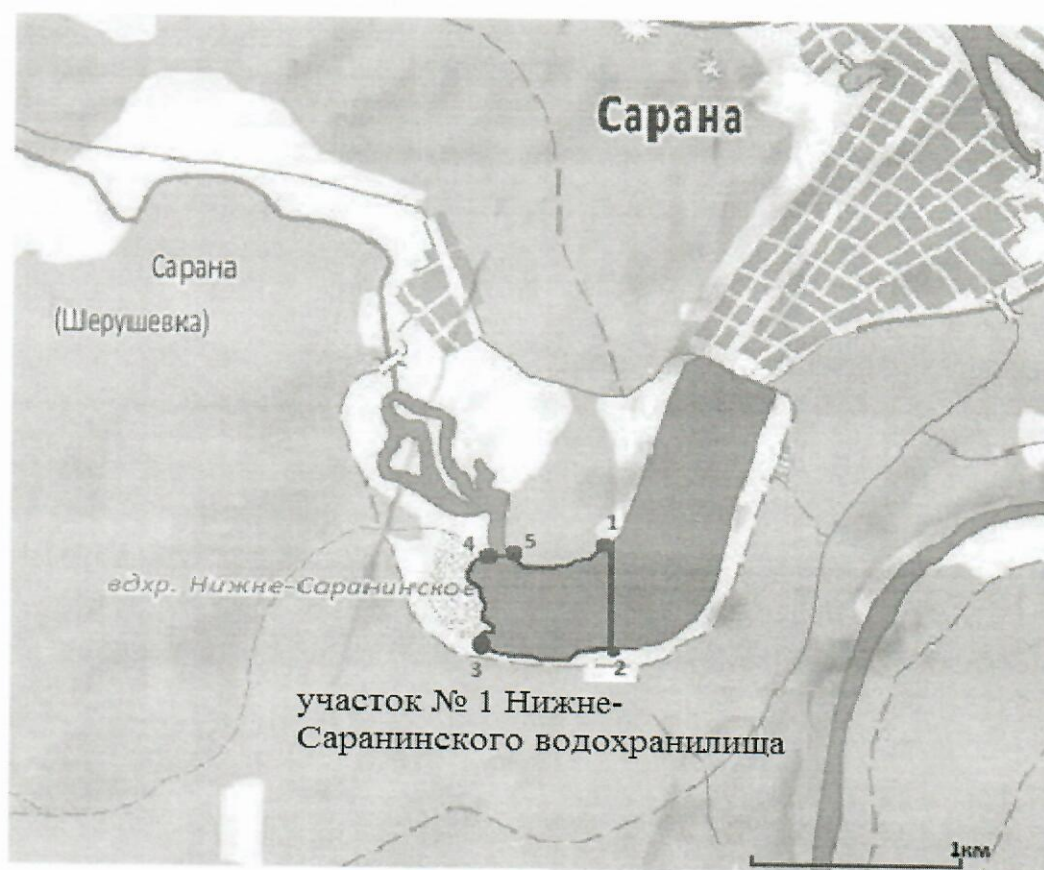 Сарана
Сарана
(Шерушевка)
1
4
5
вдхр. Нижне-Саранинское
3
2
участок № 1 Нижне-
Саранинского водохранилища
1км